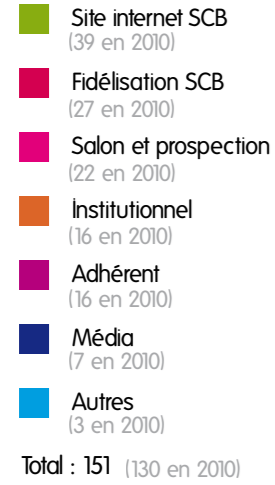 Site internet SCB
(39 en 2010)
Fidélisation SCB
(27 en 2010)
Salon et prospection
(22 en 2010)
Institutionnel
(16 en 2010)
Adhérent
(16 en 2010)
Média
(7 en 2010)
Autres
(3 en 2010)
Total : 151 (130 en 2010)